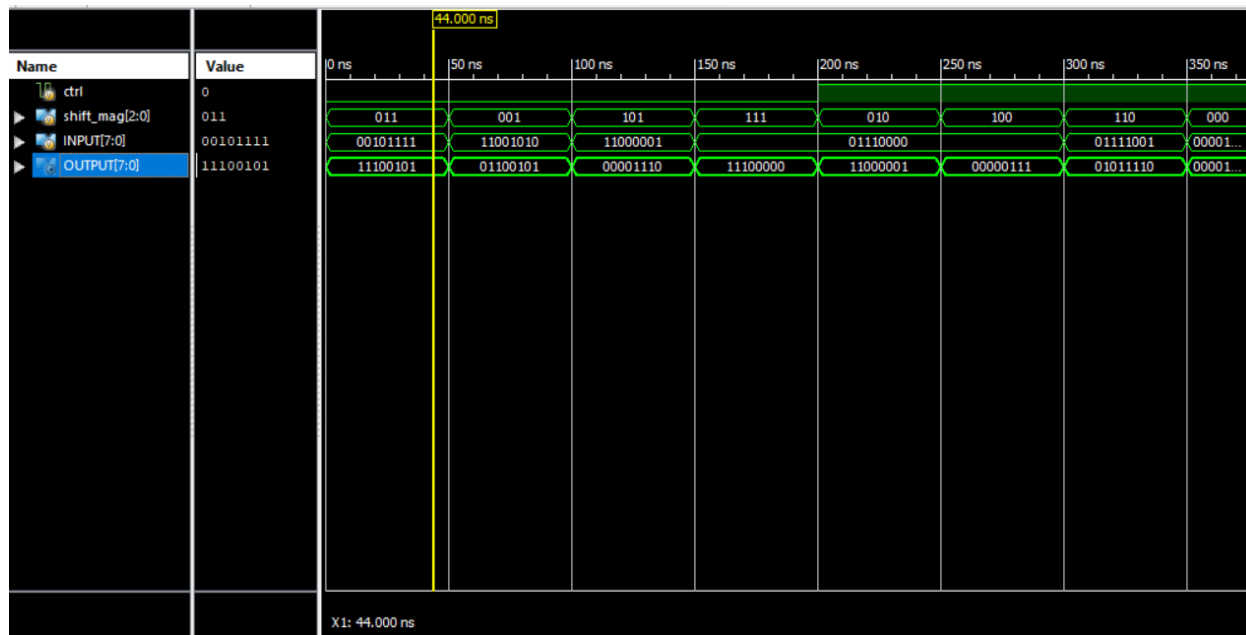 44.000 ns
Name Value 0 ns 50 ns 100 ns 150 ns 200 ns 250 ns 300 ns 350 ns
ctrl 0
shift_mag[2:0] 011 011 001 101 111 010 100 110 000
INPUT[7:0] 00101111 00101111 11001010 11000001 01110000 01111001 00001...
OUTPUT[7:0] 11100101 11100101 01100101 00001110 11100000 11000001 00000111 01011110 00001...
X1: 44.000 ns